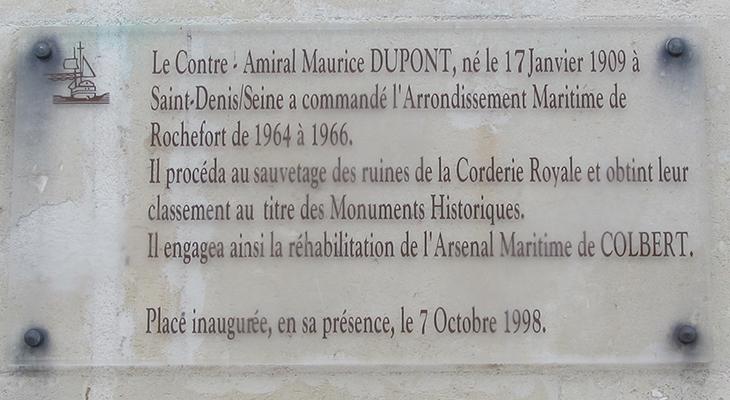 Le Contre - Amiral Maurice DUPONT, né le 17 Janvier 1909 à
Saint-Denis/Seine a commandé l'Arrondissement Maritime de
Rochefort de 1964 à 1966.
Il procéda au sauvetage des ruines de la Corderie Royale et obtint leur
classement au titre des Monuments Historiques.
Il engagea ainsi la réhabilitation de l'Arsenal Maritime de COLBERT.
Placé inaugurée, en sa présence, le 7 Octobre 1998.